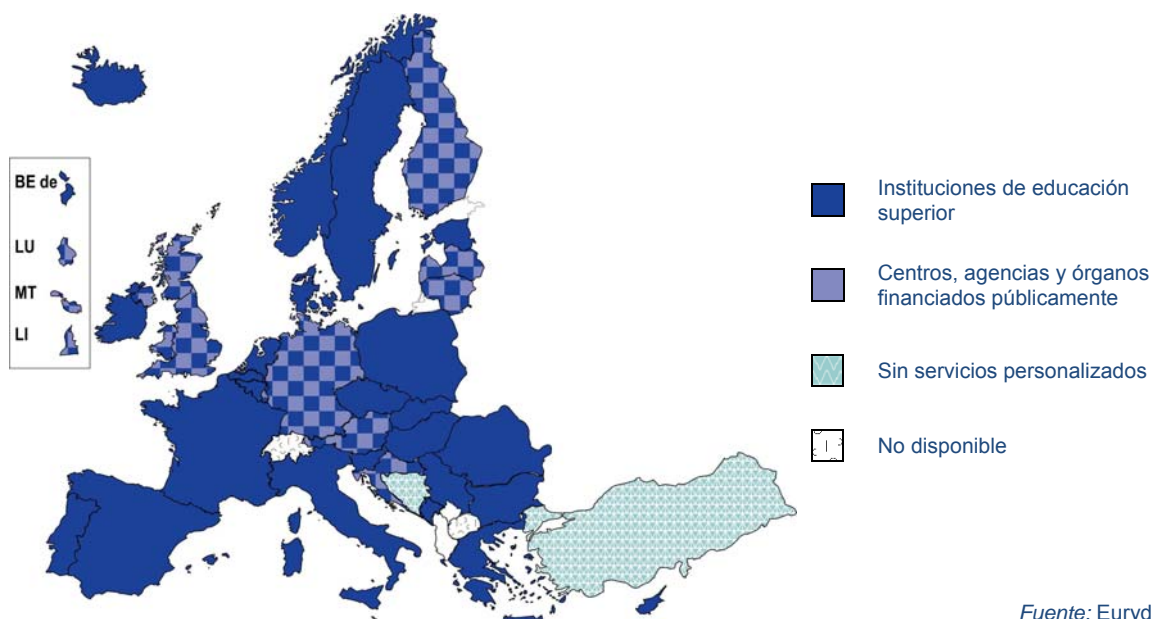 BE de
LU
MT
LI
Instituciones de educación
superior
Centros, agencias y órganos
financiados públicamente
Sin servicios personalizados
No disponible
Fuente: Euryd